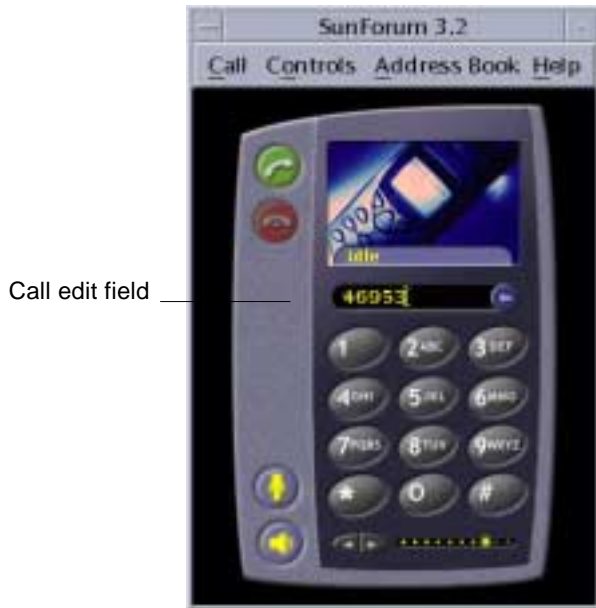 SunForum 3.2
Call Controls Address Book Help
idle
Call edit field
46953
1 2ABC 3DEF
4GHI 5JKL 6MNO
7PQRS 8TUV 9WXYZ
* 0 #